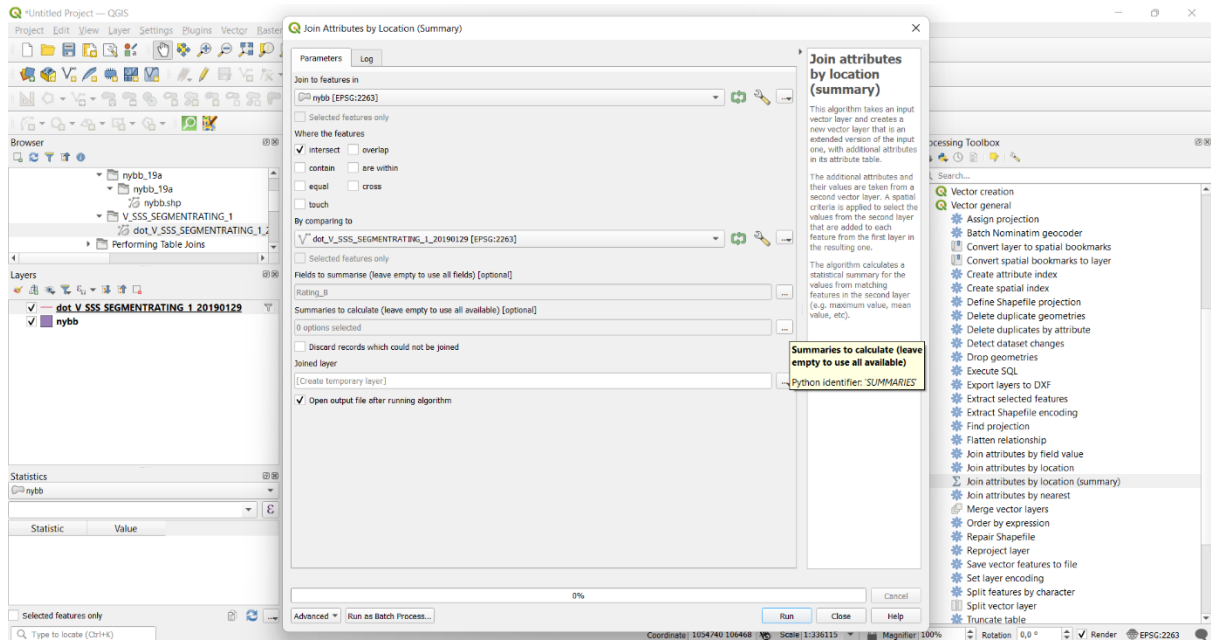 *Untitled Project — QGIS
Project Edit View Layer Settings Plugins Vector Raster
Browser
nybb_19a
nybb_19a
nybb.shp
V_SSS_SEGMENTRATING_1
dot_V_SSS_SEGMENTRATING_1_2
Performing Table Joins
Layers
dot_V_SSS_SEGMENTRATING_1_20190129
nybb
Statistics
nybb
Statistic Value
Selected features only
Type to locate (Ctrl+K)
Join Attributes by Location (Summary)
Parameters Log
Join to features in
nybb [EPSG:2263]
Selected features only
Where the features
intersect overlap
contain are within
equal cross
touch
By comparing to
dot_V_SSS_SEGMENTRATING_1_20190129 [EPSG:2263]
Selected features only
Fields to summarise (leave empty to use all fields) [optional]
Rating_B
Summaries to calculate (leave empty to use all available) [optional]
0 options selected
Discard records which could not be joined
Joined layer
[Create temporary layer]
Open output file after running algorithm
0%
Cancel
Advanced Run as Batch Process...
Run Close Help
Join attributes
by location
(summary)
This algorithm takes an input
vector layer and creates a
new vector layer that is an
extended version of the input
one, with additional attributes
in its attribute table.
The additional attributes and
their values are taken from a
second vector layer. A spatial
criteria is applied to select the
values from the second layer
that are added to each
feature from the first layer in
the resulting one.
The algorithm calculates a
statistical summary for the
values from matching
features in the second layer
(e.g. maximum value, mean
value, etc).
Summaries to calculate (leave
empty to use all available)
Python identifier: 'SUMMARIES'
ocessing Toolbox
Search...
Vector creation
Vector general
Assign projection
Batch Nominatim geocoder
Convert layer to spatial bookmarks
Convert spatial bookmarks to layer
Create attribute index
Create spatial index
Define Shapefile projection
Delete duplicate geometries
Delete duplicates by attribute
Detect dataset changes
Drop geometries
Execute SQL
Export layers to DXF
Extract selected features
Extract Shapefile encoding
Find projection
Flatten relationship
Join attributes by field value
Join attributes by location
Join attributes by location (summary)
Join attributes by nearest
Merge vector layers
Order by expression
Repair Shapefile
Reproject layer
Save vector features to file
Set layer encoding
Split features by character
Split vector layer
Truncate table
Coordinate 1054740 106468 Scale 1:336115 Magnifier 100% Rotation 0,0 ° Render EPSG:2263